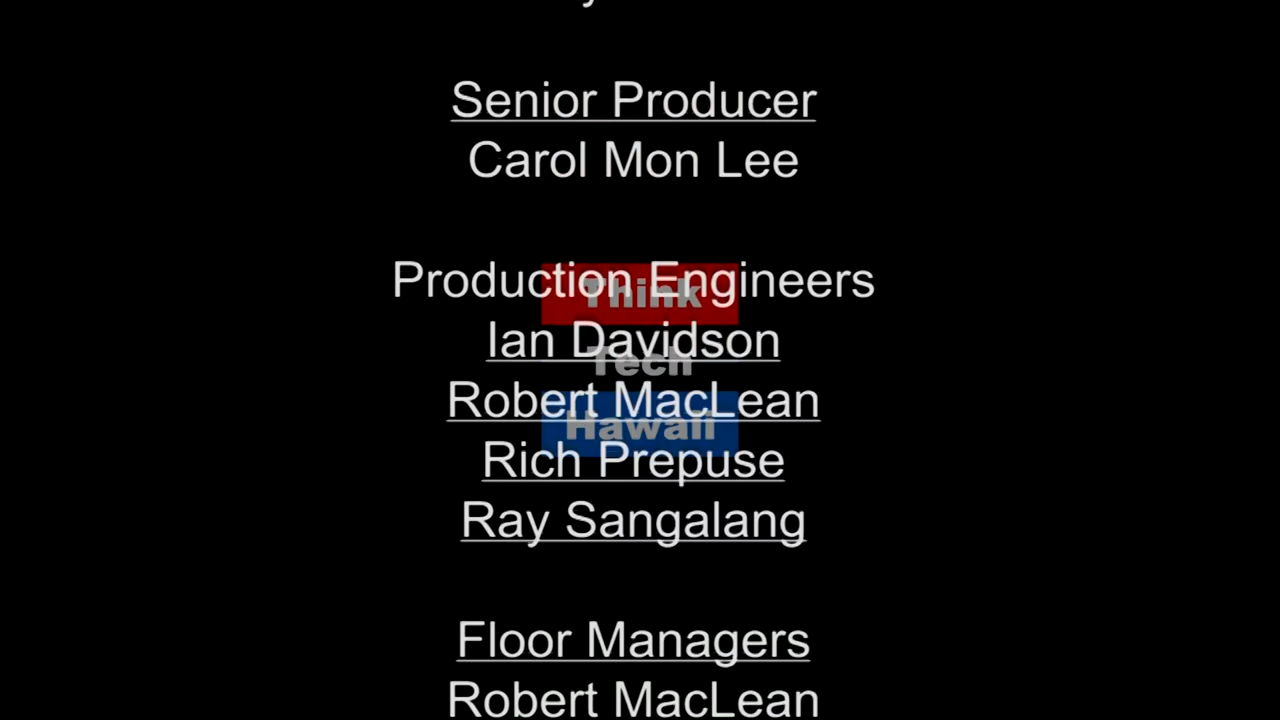 Senior Producer
Carol Mon Lee
Production Engineers
Think
Ian Davidson
Tech
Robert MacLean
Hawaii
Rich Prepuse
Ray Sangalang
Floor Managers
Robert MacLean